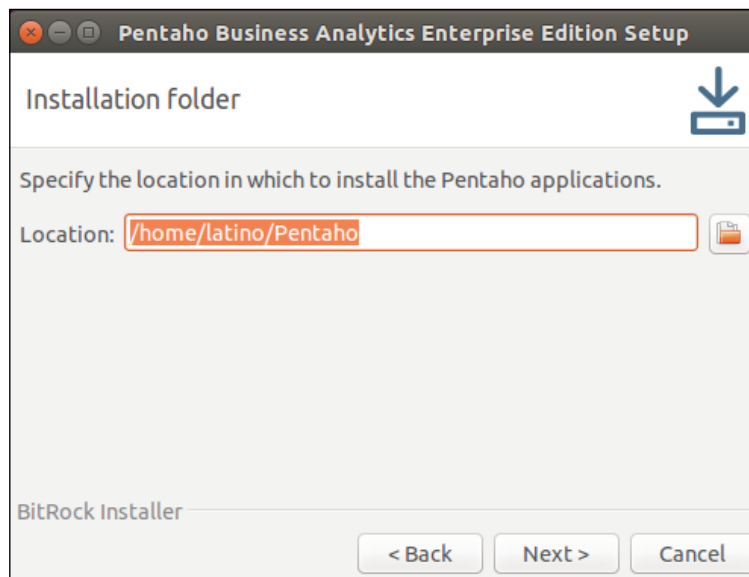 Pentaho Business Analytics Enterprise Edition Setup
Installation folder
Specify the location in which to install the Pentaho applications.
Location: /home/latino/Pentaho
BitRock Installer
< Back Next > Cancel